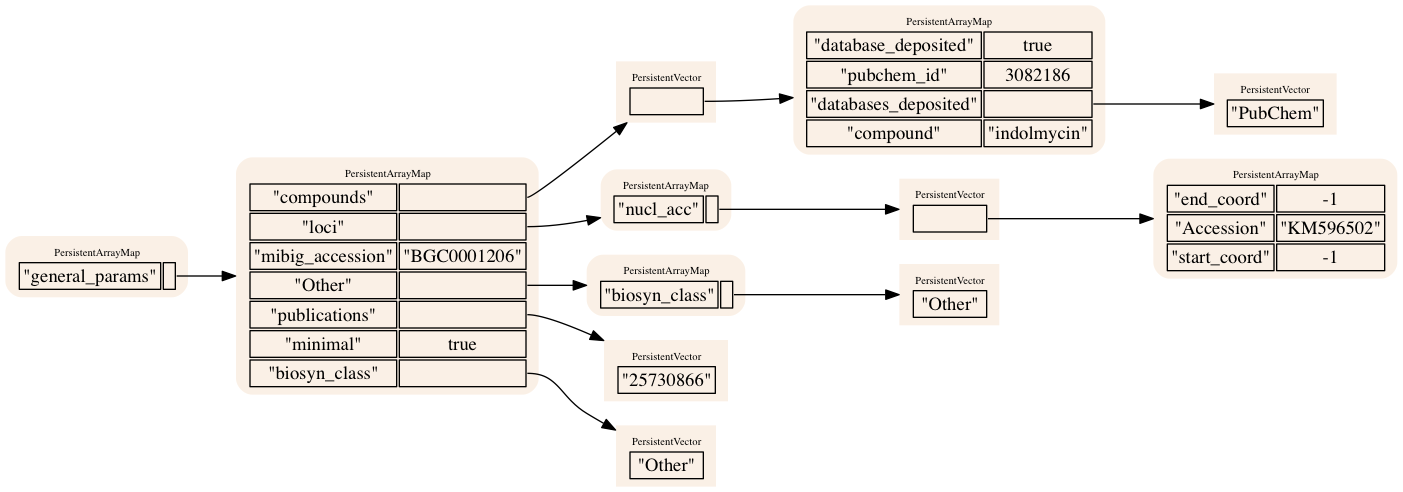 PersistentArrayMap
"general_params"
PersistentArrayMap
"compounds"
"loci"
"mibig_accession" "BGC0001206"
"Other"
"publications"
"minimal" true
"biosyn_class"
PersistentVector
PersistentArrayMap
"nucl_acc"
PersistentArrayMap
"biosyn_class"
PersistentVector
"25730866"
PersistentVector
"Other"
PersistentArrayMap
"database_deposited" true
"pubchem_id" 3082186
"databases_deposited"
"compound" "indolmycin"
PersistentVector
PersistentVector
"Other"
PersistentVector
"PubChem"
PersistentArrayMap
"end_coord" -1
"Accession" "KM596502"
"start_coord" -1